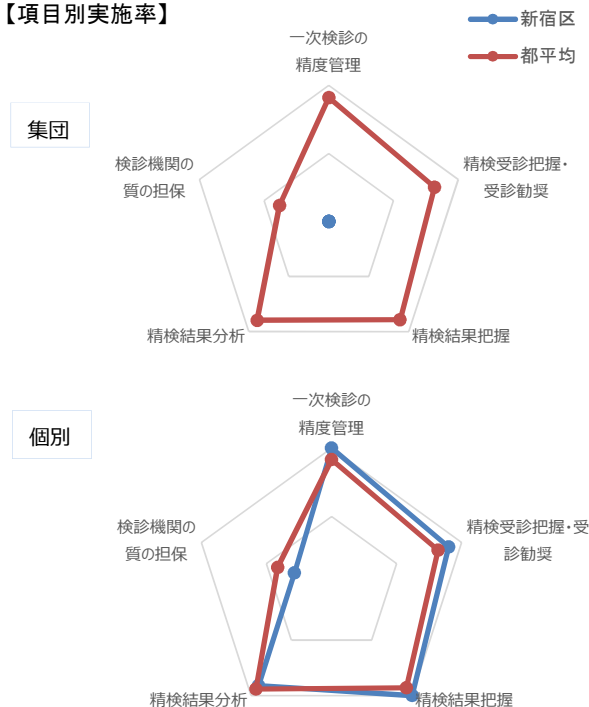 【項目別実施率】
新宿区
都平均
集団
一次検診の
精度管理
検診機関の
質の担保
精検受診把握・
受診勧奨
精検結果分析
精検結果把握
個別
一次検診の
精度管理
検診機関の
質の担保
精検受診把握・受
診勧奨
精検結果分析
精検結果把握